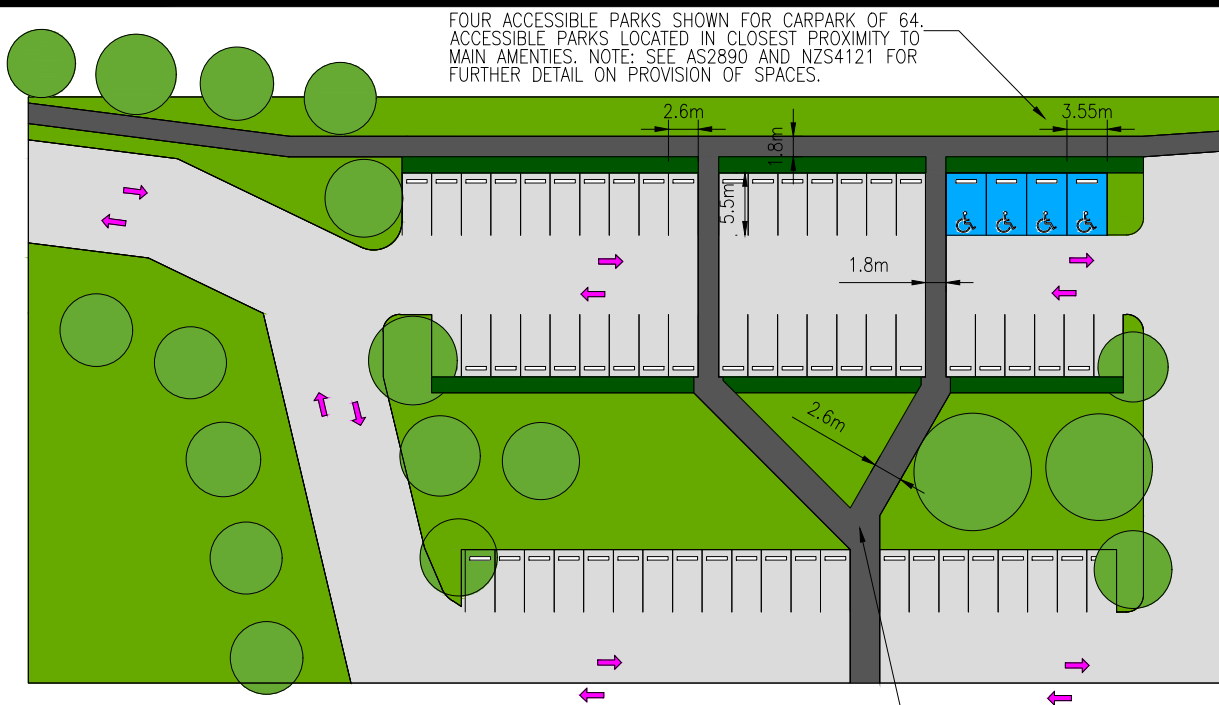 FOUR ACCESSIBLE PARKS SHOWN FOR CARPARK OF 64.
ACCESSIBLE PARKS LOCATED IN CLOSEST PROXIMITY TO
MAIN AMENTIES. NOTE: SEE AS2890 AND NZS4121 FOR
FURTHER DETAIL ON PROVISION OF SPACES.
2.6m
1.8m
3.55m
5.5m
1.8m
2.6m